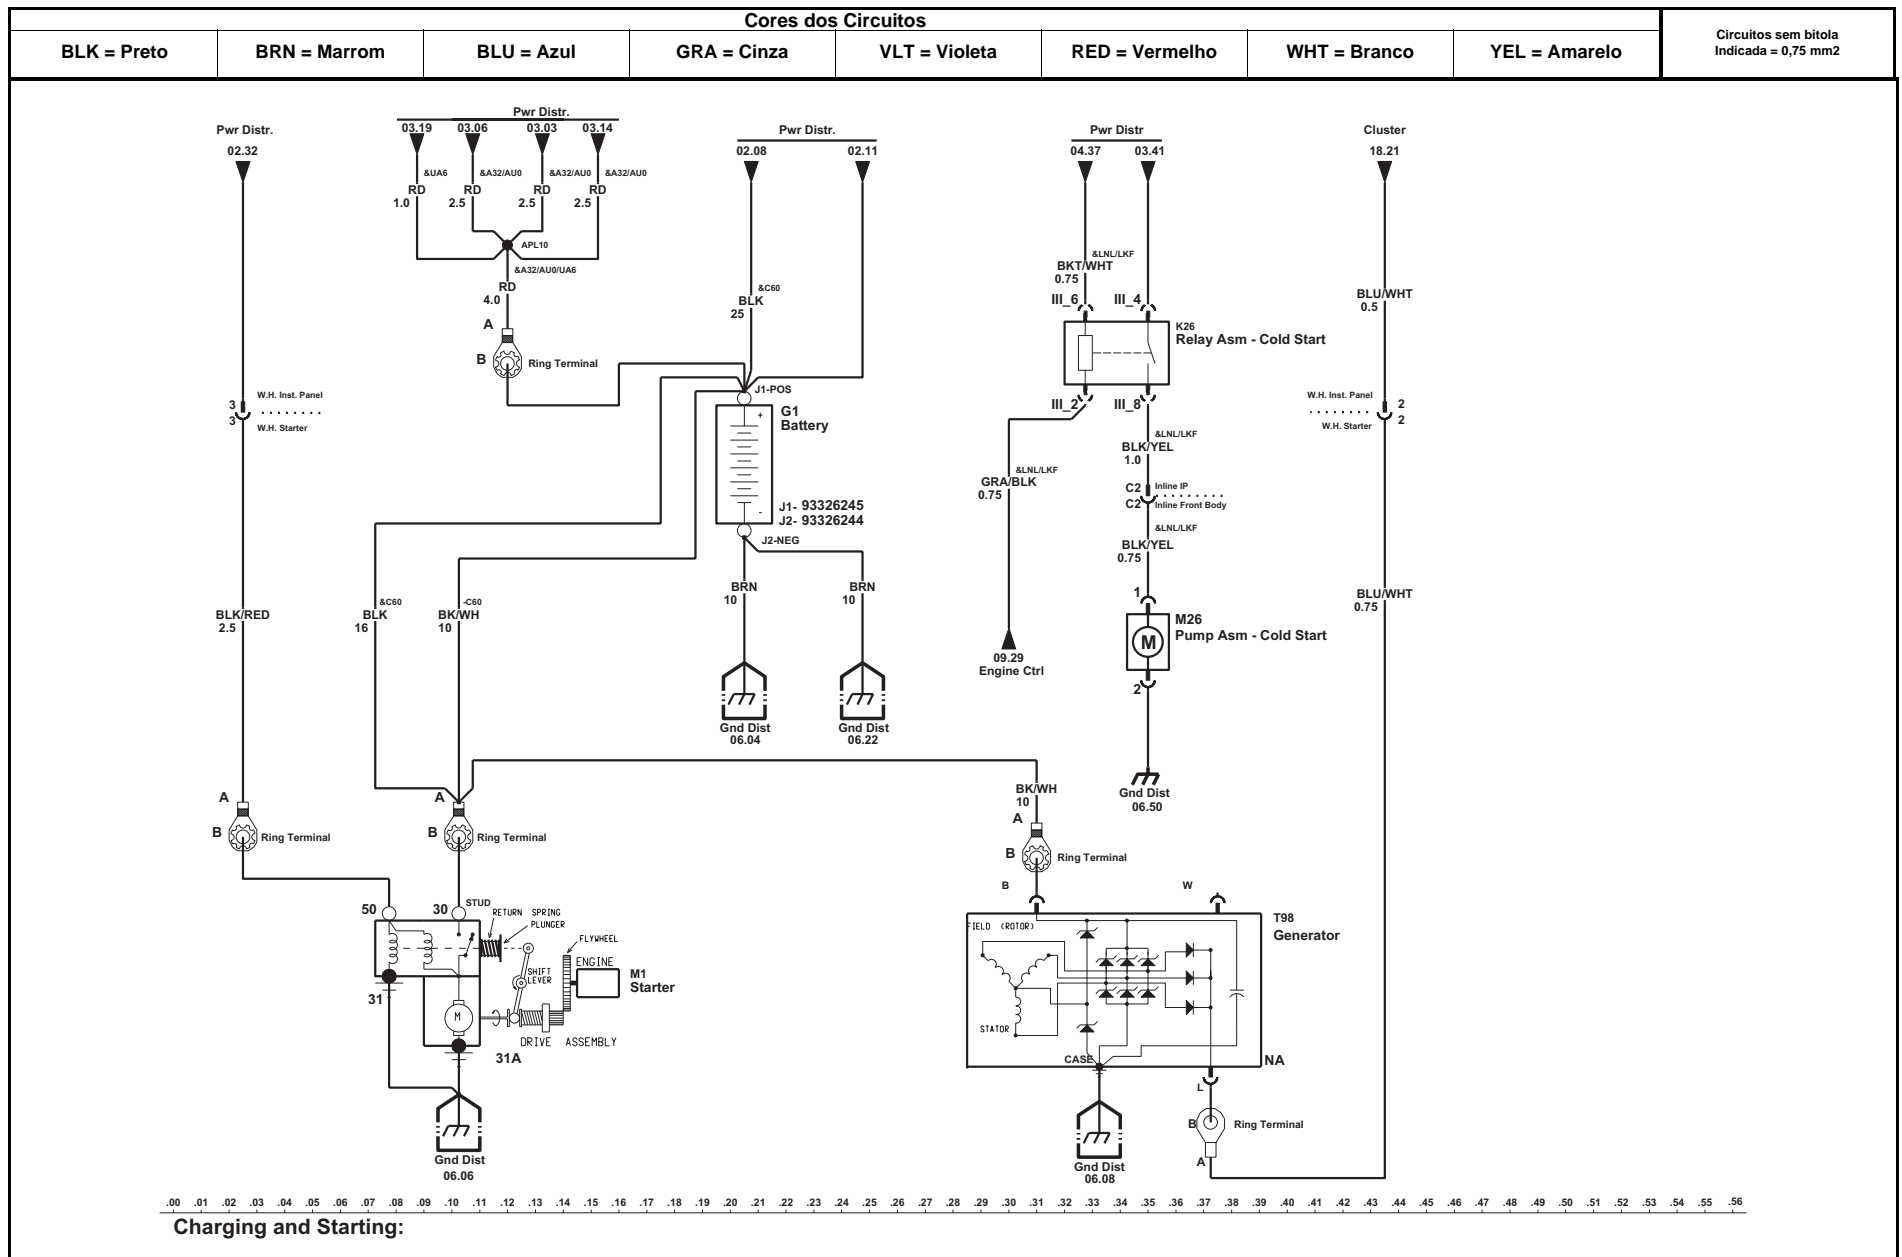 Cores dos Circuitos
BLK = Preto
BRN = Marrom
BLU = Azul
GRA = Cinza
VLT = Violeta
RED = Vermelho
WHT = Branco
YEL = Amarelo
Circuitos sem bitola
Indicada = 0,75 mm2
Pwr Distr.
02.32
Pwr Distr.
03.19 03.06 03.03 03.14
&UA6 &A32/AU0 &A32/AU0 &A32/AU0
RD RD RD RD
1.0 2.5 2.5 2.5
APL10
&A32/AU0/UA6
RD
4.0
A
B
Ring Terminal
Pwr Distr.
02.08 02.11
&C60
BLK
25
J1-POS
G1
Battery
+
-
J1- 93326245
J2- 93326244
J2-NEG
BRN
10
BRN
10
Gnd Dist
06.04
Gnd Dist
06.22
Pwr Distr
04.37 03.41
&LNL/LKF
BKT/WHT
0.75
III_6 III_4
K26
Relay Asm - Cold Start
III_2 III_8
&LNL/LKF
BLK/YEL
1.0
&LNL/LKF
GRA/BLK
0.75
C2 Inline IP
C2 Inline Front Body
&LNL/LKF
BLK/YEL
0.75
1
M26
Pump Asm - Cold Start
M
2
09.29
Engine Ctrl
Gnd Dist
06.50
Cluster
18.21
BLU/WHT
0.5
W.H. Inst. Panel
2
2
W.H. Starter
BLU/WHT
0.75
3
W.H. Inst. Panel
3
W.H. Starter
BLK/RED
2.5
&C60
BLK
16
-C60
BK/WH
10
A
B
Ring Terminal
A
B
Ring Terminal
50
30
STUD
RETURN SPRING
PLUNGER
FLYWHEEL
ENGINE
SHIFT
LEVER
M1
Starter
31
M
DRIVE ASSEMBLY
31A
Gnd Dist
06.06
BK/WH
10
A
B
Ring Terminal
B
W
FIELD (ROTOR)
T98
Generator
STATOR
CASE
NA
L
B
Ring Terminal
A
Gnd Dist
06.08
.00 .01 .02 .03 .04 .05 .06 .07 .08 .09 .10 .11 .12 .13 .14 .15 .16 .17 .18 .19 .20 .21 .22 .23 .24 .25 .26 .27 .28 .29 .30 .31 .32 .33 .34 .35 .36 .37 .38 .39 .40 .41 .42 .43 .44 .45 .46 .47 .48 .49 .50 .51 .52 .53 .54 .55 .56
Charging and Starting: